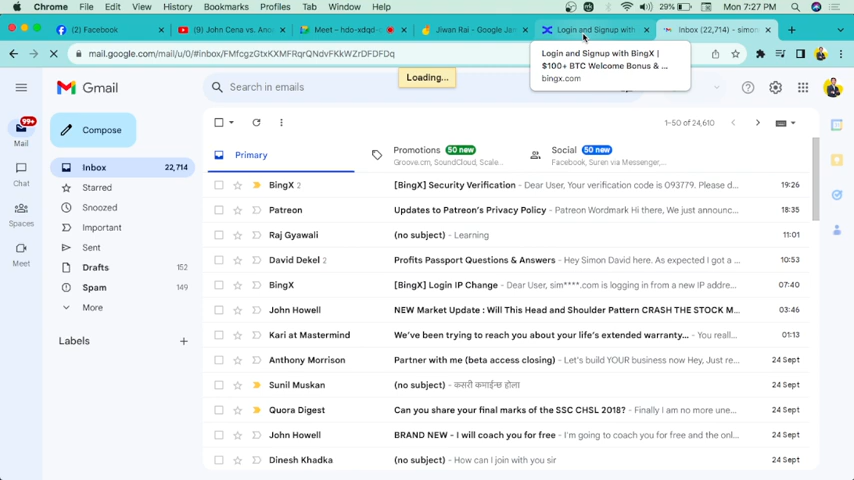 Chrome File Edit View History Bookmarks Profiles Tab Window Help 29% Mon 7:27 PM
(2) Facebook
(9) John Cena vs. Ano
Meet – hdo-xdqd-
Jiwan Rai - Google Ja
Login and Signup with
Inbox (22,714) - simon
mail.google.com/mail/u/0/#inbox/FMfcgzGtxKXMFRqrQNdvFKkWZrDFDFDq
Login and Signup with BingX |
$100+ BTC Welcome Bonus & ...
bingx.com
Loading...
99+
Mail
Chat
Spaces
Meet
Gmail
Search in emails
Compose
Inbox 22,714
Starred
Snoozed
Important
Sent
Drafts 152
Spam 149
More
Labels
1-50 of 24,610
Primary
Promotions 50 new
Groove.cm, SoundCloud, Scale...
Social 50 new
Facebook, Suren via Messenger,...
BingX 2 [BingX] Security Verification - Dear User, Your verification code is 093779. Please d... 19:26
Patreon Updates to Patreon's Privacy Policy - Patreon Wordmark Hi there, We just announc... 18:35
Raj Gyawali (no subject) - Learning 11:01
David Dekel 2 Profits Passport Questions & Answers - Hey Simon David here. As expected I got a ... 10:53
BingX [BingX] Login IP Change - Dear User, sim****.com is logging in from a new IP addre... 07:40
John Howell NEW Market Update : Will This Head and Shoulder Pattern CRASH THE STOCK M... 03:46
Kari at Mastermind We've been trying to reach you about your life's extended warranty... - You reall... 01:13
Anthony Morrison Partner with me (beta access closing) - Let's build YOUR business now Hey, Just re... 24 Sept
Sunil Muskan (no subject) - कसरी कमाईन्छ होला 24 Sept
Quora Digest Can you share your final marks of the SSC CHSL 2018? - Finally I am no more une... 24 Sept
John Howell BRAND NEW - I will coach you for free - I'm going to coach you for free and the onl... 24 Sept
Dinesh Khadka (no subject) - How can I join with you sir 24 Sept